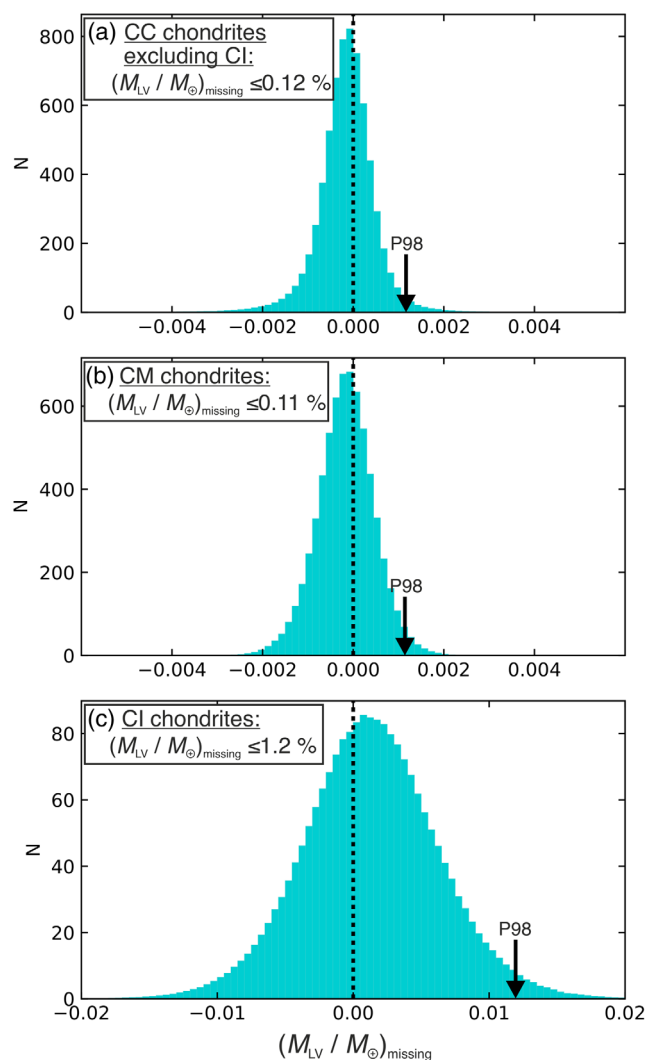 (a) CC chondrites
excluding CI:
(M_LV / M_⊕)_missing ≤0.12 %
800
600
400
200
0
N
P98
−0.004 −0.002 0.000 0.002 0.004
(b) CM chondrites:
(M_LV / M_⊕)_missing ≤0.11 %
600
400
200
0
N
P98
−0.004 −0.002 0.000 0.002 0.004
(c) CI chondrites:
(M_LV / M_⊕)_missing ≤1.2 %
80
60
40
20
0
N
P98
−0.02 −0.01 0.00 0.01 0.02
(M_LV / M_⊕)_missing